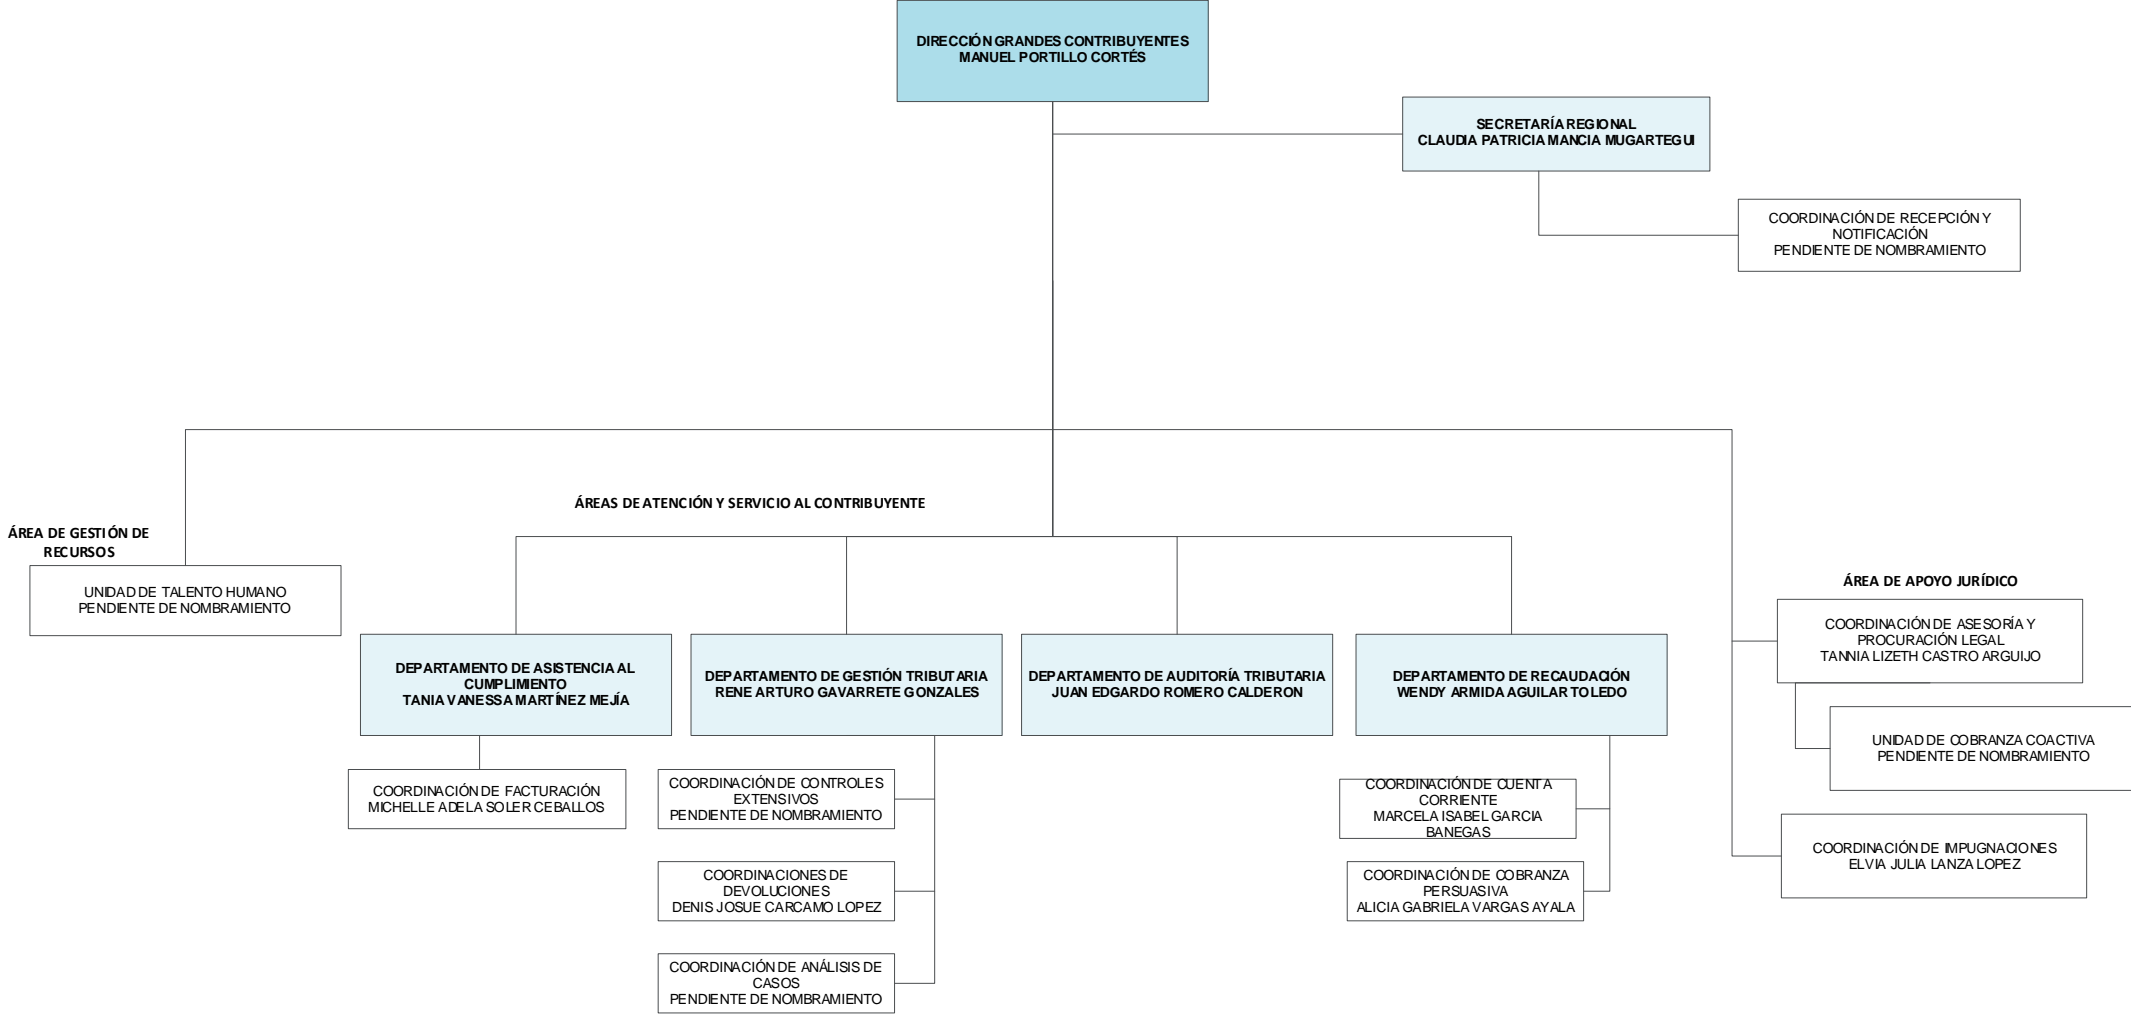 DIRECCIÓN GRANDES CONTRIBUYENTES
MANUEL PORTILLO CORTÉS
SECRETARÍA REGIONAL
CLAUDIA PATRICIA MANCIA MUGARTEGUI
COORDINACIÓN DE RECEPCIÓN Y
NOTIFICACIÓN
PENDIENTE DE NOMBRAMIENTO
ÁREAS DE ATENCIÓN Y SERVICIO AL CONTRIBUYENTE
ÁREA DE GESTIÓN DE
RECURSOS
UNIDAD DE TALENTO HUMANO
PENDIENTE DE NOMBRAMIENTO
DEPARTAMENTO DE ASISTENCIA AL
CUMPLIMIENTO
TANIA VANESSA MARTÍNEZ MEJÍA
COORDINACIÓN DE FACTURACIÓN
MICHELLE ADELA SOLER CEBALLOS
DEPARTAMENTO DE GESTIÓN TRIBUTARIA
RENE ARTURO GAVARRETE GONZALES
COORDINACIÓN DE CONTROLES
EXTENSIVOS
PENDIENTE DE NOMBRAMIENTO
COORDINACIONES DE
DEVOLUCIONES
DENIS JOSUE CARCAMO LOPEZ
COORDINACIÓN DE ANÁLISIS DE
CASOS
PENDIENTE DE NOMBRAMIENTO
DEPARTAMENTO DE AUDITORÍA TRIBUTARIA
JUAN EDGARDO ROMERO CALDERON
DEPARTAMENTO DE RECAUDACIÓN
WENDY ARMIDA AGUILAR TOLEDO
COORDINACIÓN DE CUENTA
CORRIENTE
MARCELA ISABEL GARCIA
BANEGAS
COORDINACIÓN DE COBRANZA
PERSUASIVA
ALICIA GABRIELA VARGAS AYALA
ÁREA DE APOYO JURÍDICO
COORDINACIÓN DE ASESORÍA Y
PROCURACIÓN LEGAL
TANNIA LIZETH CASTRO ARGUIJO
UNIDAD DE COBRANZA COACTIVA
PENDIENTE DE NOMBRAMIENTO
COORDINACIÓN DE IMPUGNACIONES
ELVIA JULIA LANZA LOPEZ